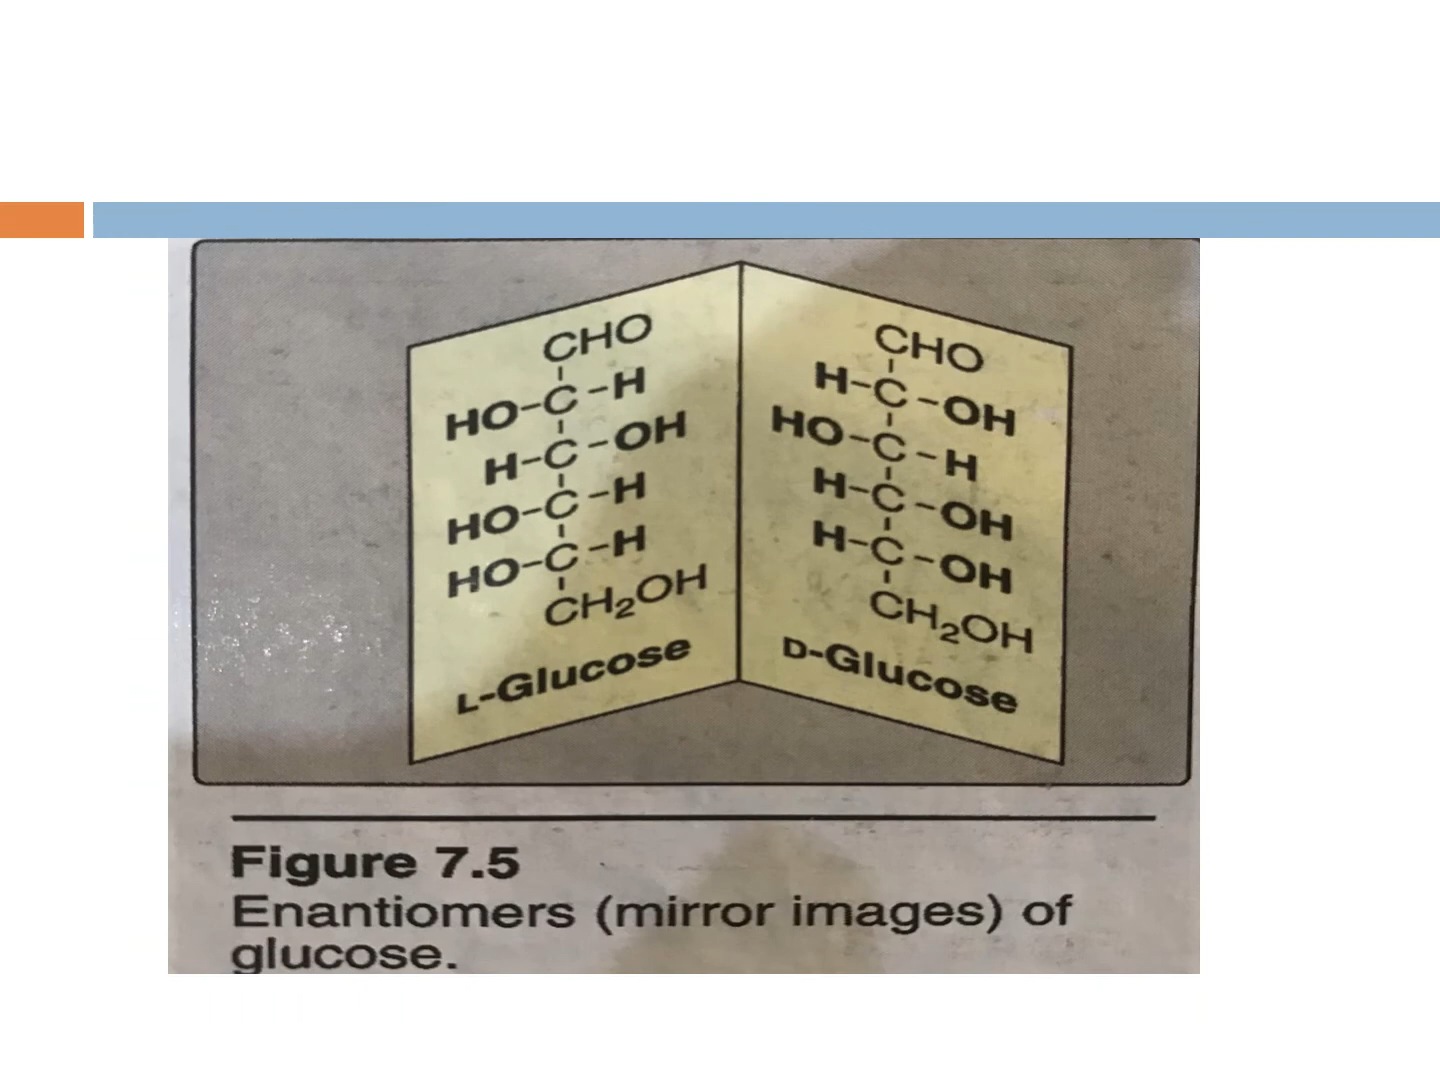 CHO
HO-C-H
H-C-OH
HO-C-H
HO-C-H
CH₂OH
L-Glucose
CHO
H-C-OH
HO-C-H
H-C-OH
H-C-OH
CH₂OH
D-Glucose
Figure 7.5
Enantiomers (mirror images) of
glucose.